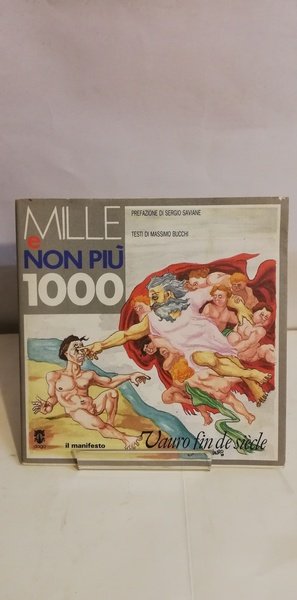 MILLE
e
NON PIÙ
1000
PREFAZIONE DI SERGIO SAVIANE
TESTI DI MASSIMO BUCCHI
Vauro fin de siècle
il manifesto